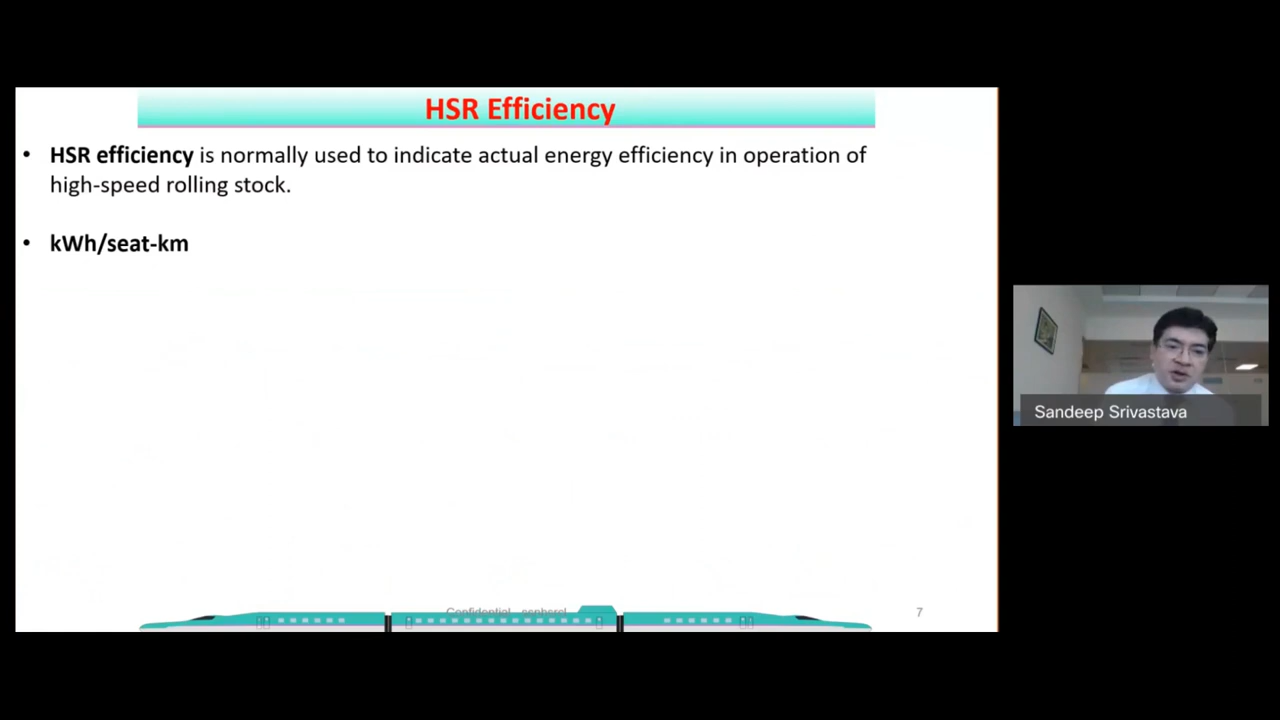 HSR Efficiency
• HSR efficiency is normally used to indicate actual energy efficiency in operation of
high-speed rolling stock.
• kWh/seat-km
Sandeep Srivastava
Confidential
7